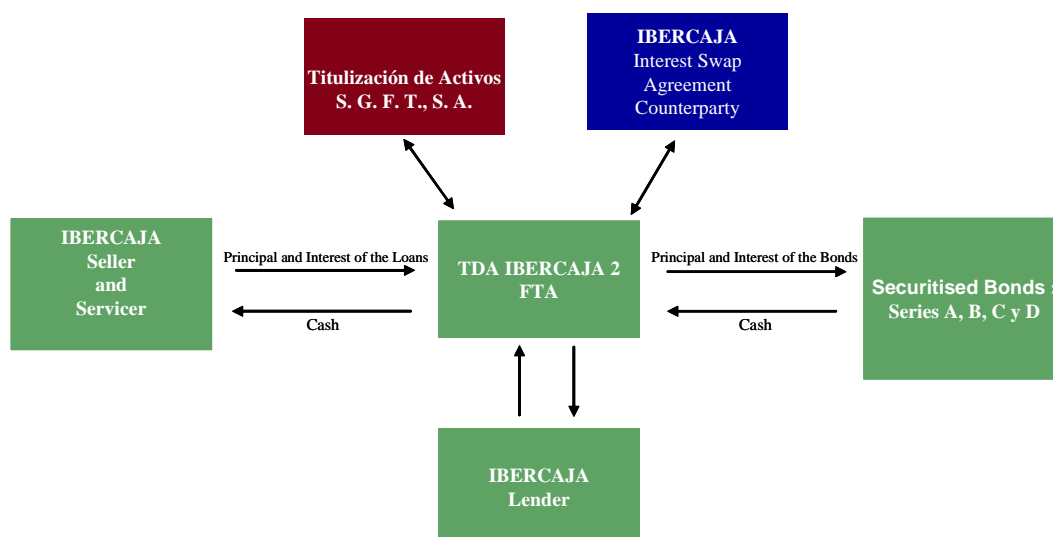 Titulización de Activos
S. G. F. T., S. A.
IBERCAJA
Interest Swap
Agreement
Counterparty
IBERCAJA
Seller
and
Servicer
Principal and Interest of the Loans
Cash
TDA IBERCAJA 2
FTA
Principal and Interest of the Bonds
Cash
Securitised Bonds :
Series A, B, C y D
IBERCAJA
Lender